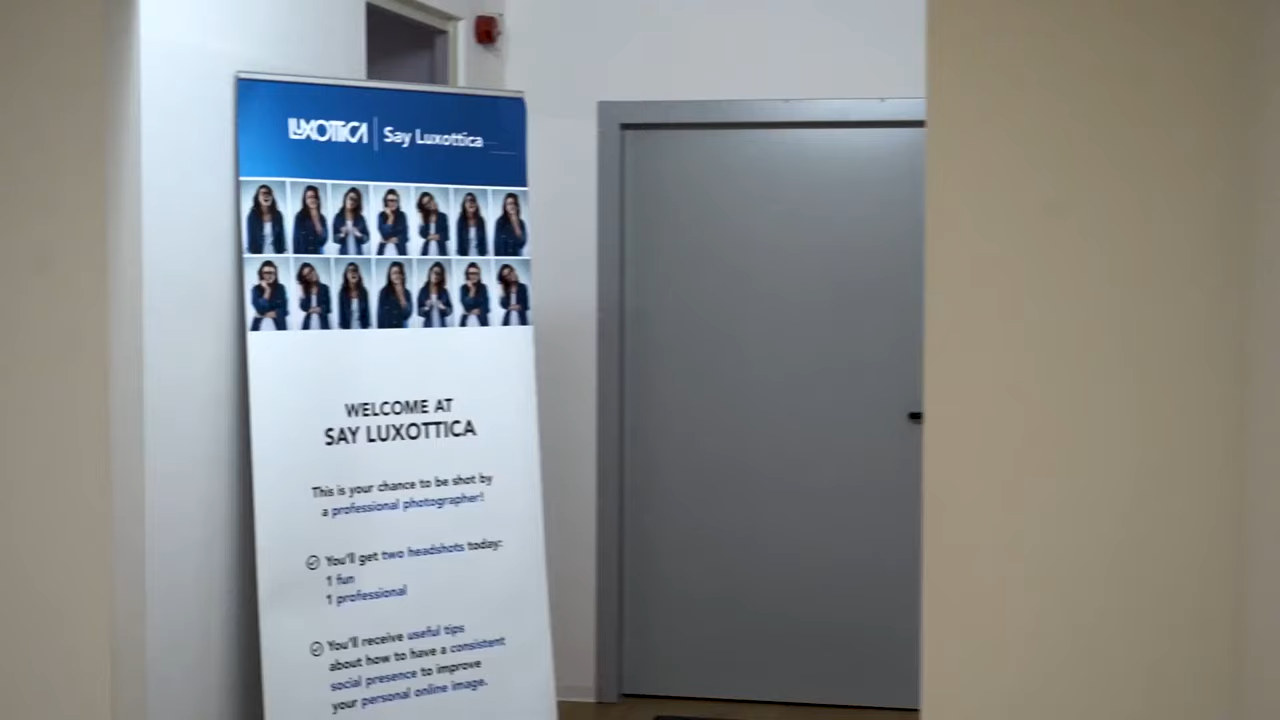 LUXOTTICA | Say Luxottica
WELCOME AT
SAY LUXOTTICA
This is your chance to be shot by
a professional photographer!
You'll get two headshots today:
1 fun
1 professional
You'll receive useful tips
about how to have a consistent
social presence to improve
your personal online image.